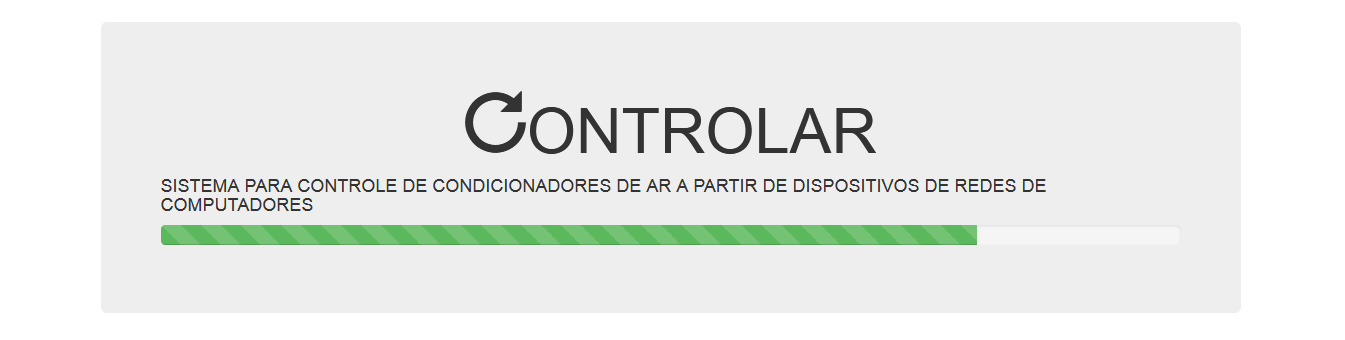 CONTROLAR
SISTEMA PARA CONTROLE DE CONDICIONADORES DE AR A PARTIR DE DISPOSITIVOS DE REDES DE
COMPUTADORES